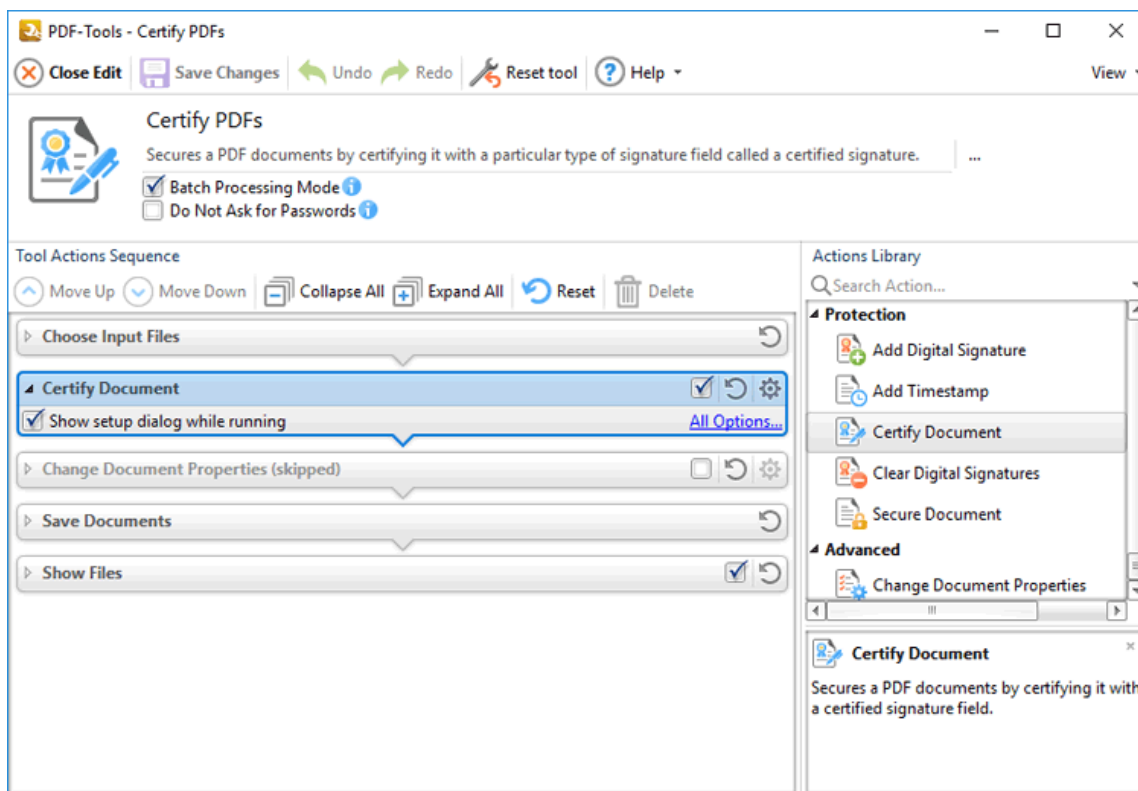 PDF-Tools - Certify PDFs
Close Edit Save Changes Undo Redo Reset tool Help View
Certify PDFs
Secures a PDF documents by certifying it with a particular type of signature field called a certified signature. ...
Batch Processing Mode
Do Not Ask for Passwords
Tool Actions Sequence
Move Up Move Down Collapse All Expand All Reset Delete
Choose Input Files
Certify Document
Show setup dialog while running All Options...
Change Document Properties (skipped)
Save Documents
Show Files
Actions Library
Search Action...
Protection
Add Digital Signature
Add Timestamp
Certify Document
Clear Digital Signatures
Secure Document
Advanced
Change Document Properties
Certify Document
Secures a PDF documents by certifying it with
a certified signature field.